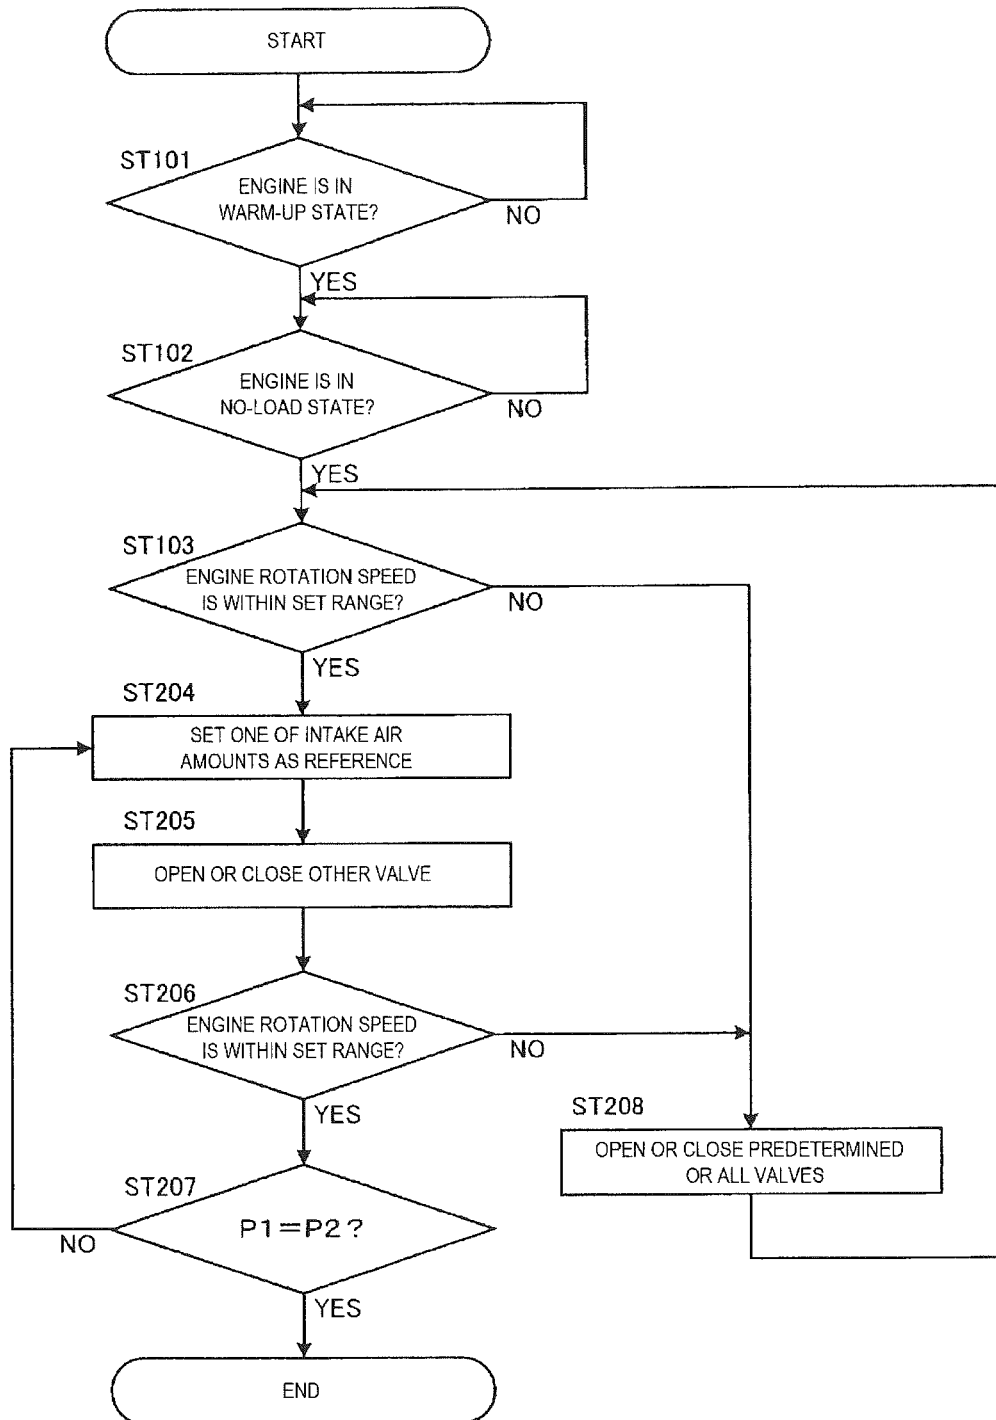 START
ST101
ENGINE IS IN
WARM-UP STATE?
NO
YES
ST102
ENGINE IS IN
NO-LOAD STATE?
NO
YES
ST103
ENGINE ROTATION SPEED
IS WITHIN SET RANGE?
NO
YES
ST204
SET ONE OF INTAKE AIR
AMOUNTS AS REFERENCE
ST205
OPEN OR CLOSE OTHER VALVE
ST206
ENGINE ROTATION SPEED
IS WITHIN SET RANGE?
NO
YES
ST208
OPEN OR CLOSE PREDETERMINED
OR ALL VALVES
ST207
P1=P2?
NO
YES
END